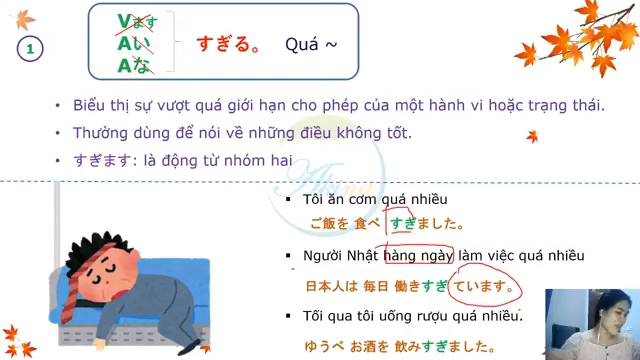 1
Vます
Aい
Aな
すぎる。 Quá ~
• Biểu thị sự vượt quá giới hạn cho phép của một hành vi hoặc trạng thái.
• Thường dùng để nói về những điều không tốt.
• すぎます: là động từ nhóm hai
Akina
▪ Tôi ăn cơm quá nhiều
ご飯を 食べ すぎました。
▪ Người Nhật hàng ngày làm việc quá nhiều
日本人は 毎日 働きすぎ ています。
▪ Tối qua tôi uống rượu quá nhiều.
ゆうべ お酒を 飲みすぎました。